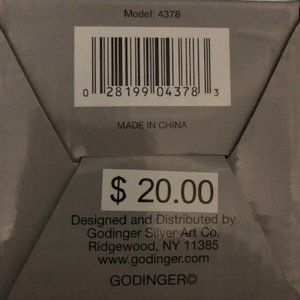 Model: 4378
0 28199 04378 3
MADE IN CHINA
$ 20.00
Designed and Distributed by
Godinger Silver Art Co.
Ridgewood, NY 11385
www.godinger.com
GODINGER©